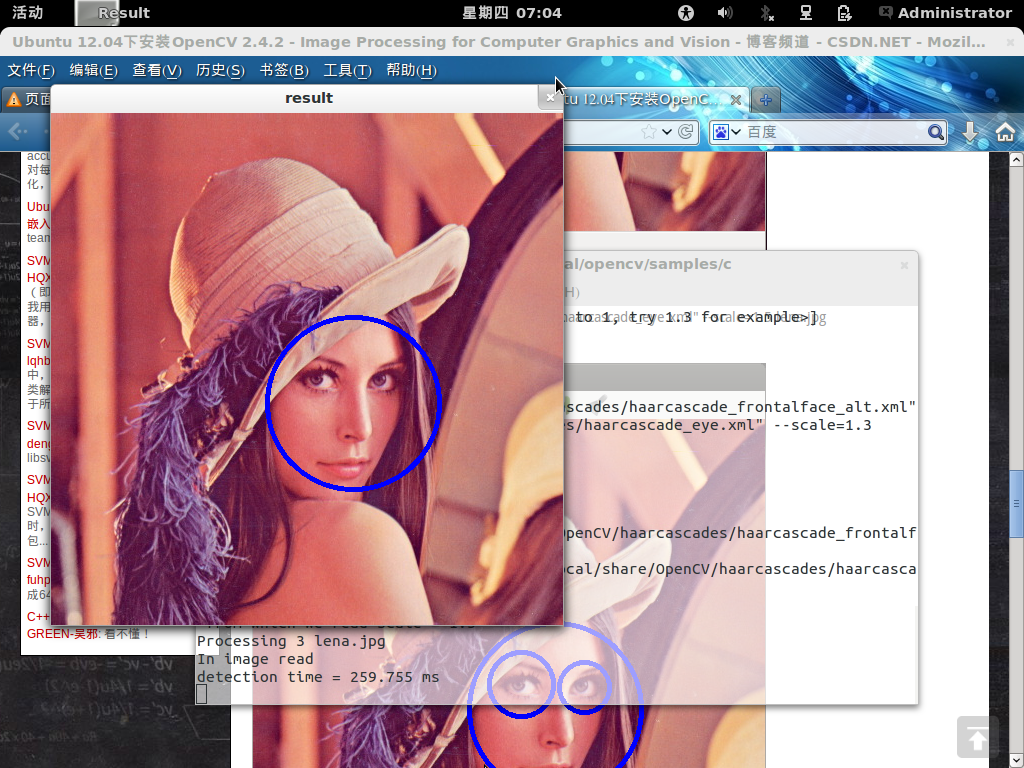 活动
Result
星期四 07:04
Administrator
Ubuntu 12.04下安装OpenCV 2.4.2 - Image Processing for Computer Graphics and Vision - 博客频道 - CSDN.NET - Mozil...
文件(F) 编辑(E) 查看(V) 历史(S) 书签(B) 工具(T) 帮助(H)
页面
result
tu 12.04下安装OpenC...
百度
对每
化，
Ubu
嵌入
team
SVM
HQX
（即
我用
器，
SVM
lqhb
中，
类解
于所
SVM
deng
libsv
SVM
HQX
SVM
时，
包...
SVM
fuhp
成64
C++
GREEN-吴邪: 看不懂！
al/opencv/samples/c
H)
to 1, try 1.3 for example>]
scades/haarcascade_frontalface_alt.xml"
s/haarcascade_eye.xml" --scale=1.3
penCV/haarcascades/haarcascade_frontalf
cal/share/OpenCV/haarcascades/haarcasca
Processing 3 lena.jpg
In image read
detection time = 259.755 ms